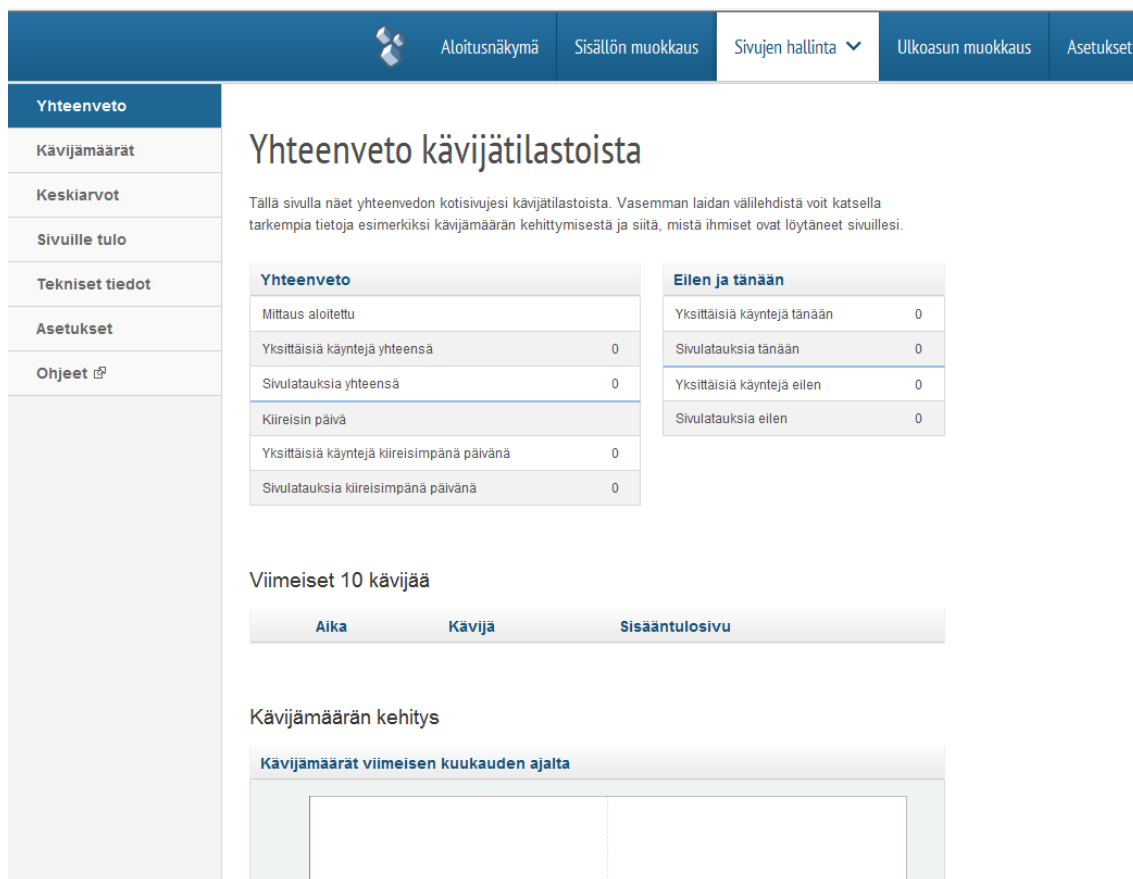 Aloitusnäkymä Sisällön muokkaus Sivujen hallinta Ulkoasun muokkaus Asetukset
Yhteenveto
Kävijämäärät
Keskiarvot
Sivuille tulo
Tekniset tiedot
Asetukset
Ohjeet
Yhteenveto kävijätilastoista
Tällä sivulla näet yhteenvedon kotisivujesi kävijätilastoista. Vasemman laidan välilehdistä voit katsella
tarkempia tietoja esimerkiksi kävijämäärän kehittymisestä ja siitä, mistä ihmiset ovat löytäneet sivuillesi.
Yhteenveto
Mittaus aloitettu
Yksittäisiä käyntejä yhteensä 0
Sivulatauksia yhteensä 0
Kiireisin päivä
Yksittäisiä käyntejä kiireisimpänä päivänä 0
Sivulatauksia kiireisimpänä päivänä 0
Eilen ja tänään
Yksittäisiä käyntejä tänään 0
Sivulatauksia tänään 0
Yksittäisiä käyntejä eilen 0
Sivulatauksia eilen 0
Viimeiset 10 kävijää
Aika Kävijä Sisääntulosivu
Kävijämäärän kehitys
Kävijämäärät viimeisen kuukauden ajalta